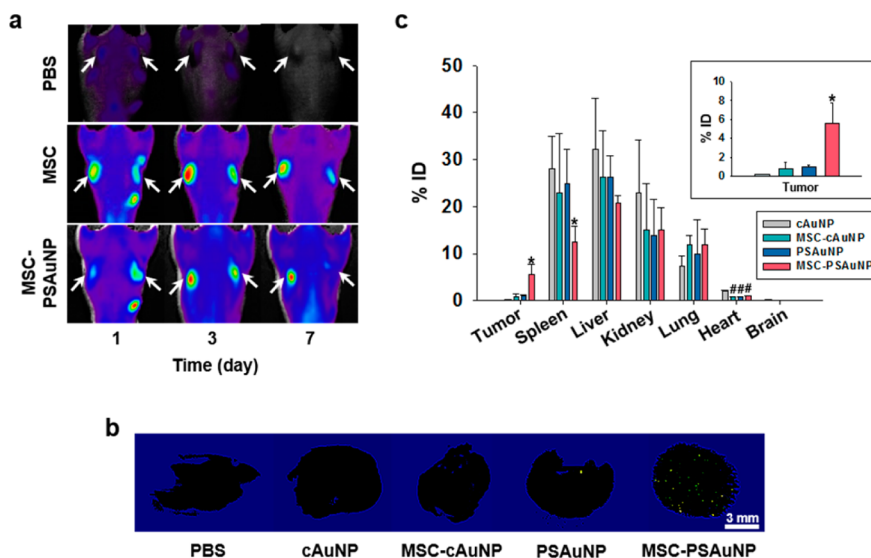 a
PBS
MSC
MSC-
PSAuNP
1 3 7
Time (day)
c
50
40
30
20
10
0
% ID
Tumor
Spleen
Liver
Kidney
Lung
Heart
Brain
*
*
###
10
8
6
4
2
0
% ID
*
Tumor
cAuNP
MSC-cAuNP
PSAuNP
MSC-PSAuNP
b
3 mm
PBS cAuNP MSC-cAuNP PSAuNP MSC-PSAuNP